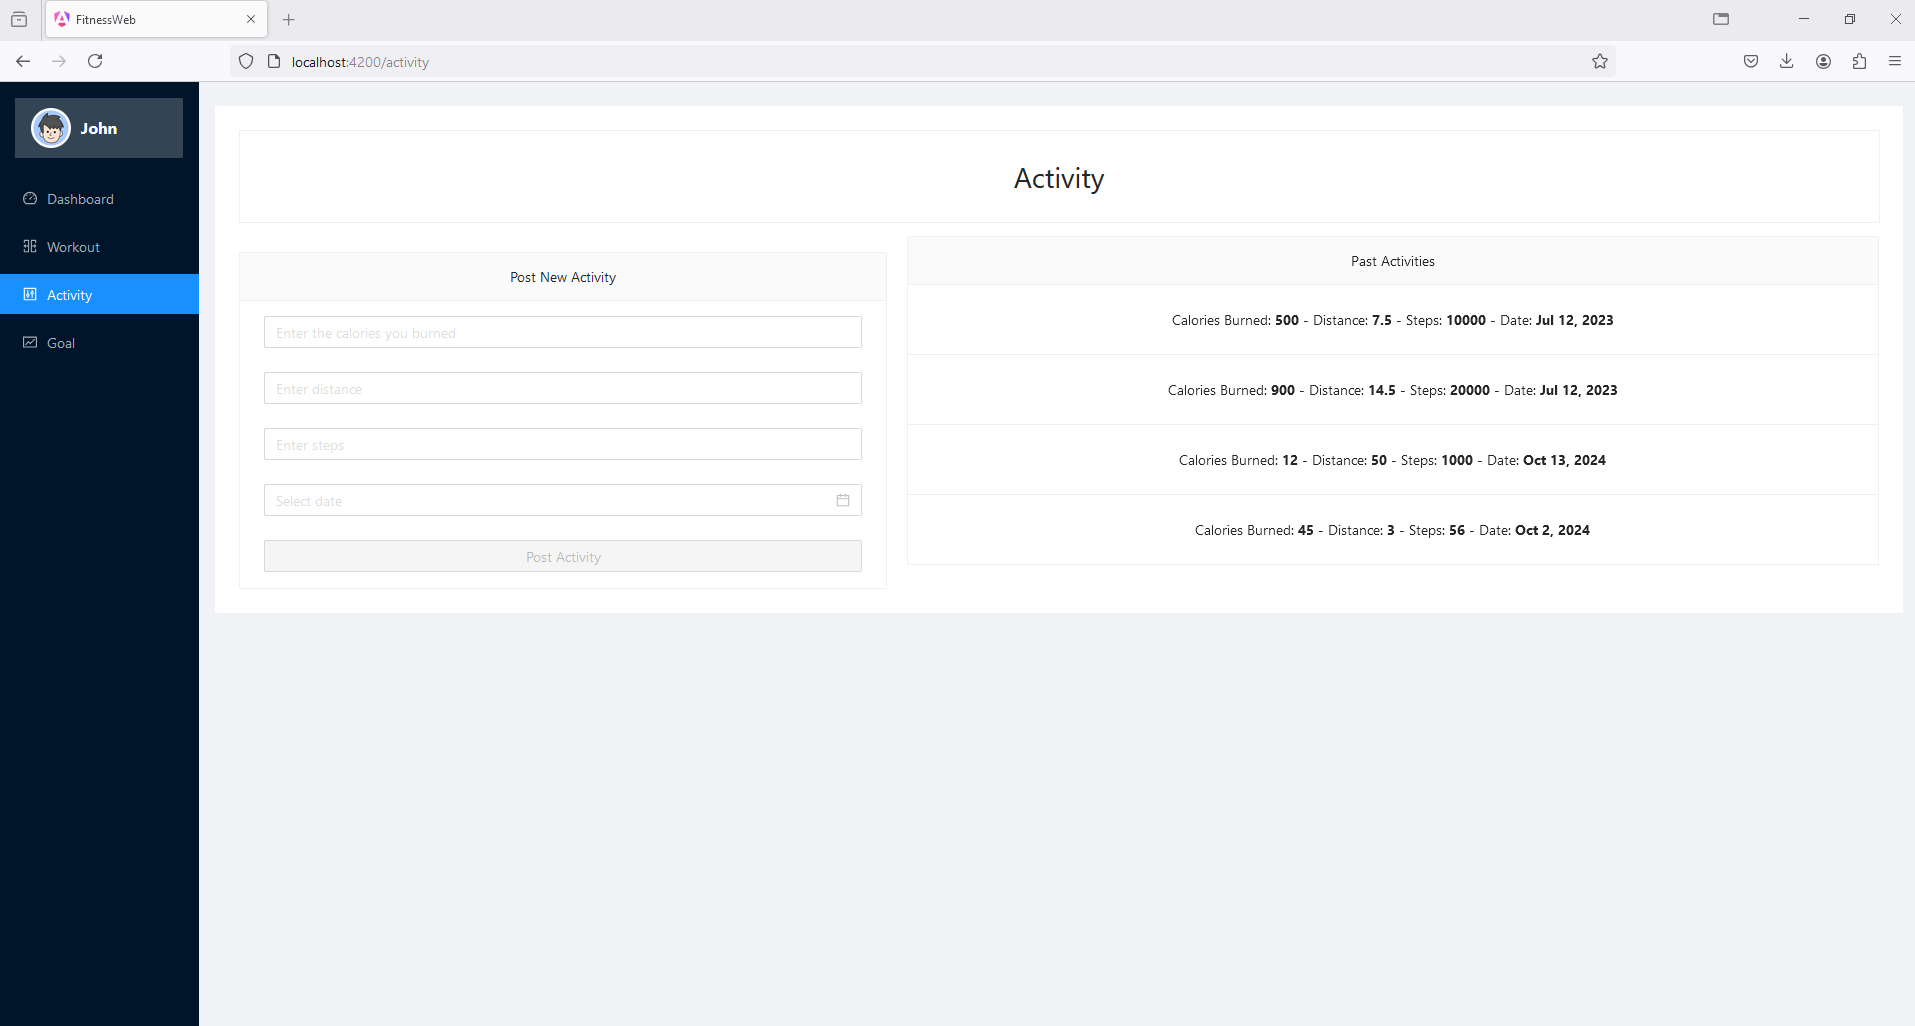 FitnessWeb
localhost:4200/activity
John
Dashboard
Workout
Activity
Goal
Activity
Post New Activity
Enter the calories you burned
Enter distance
Enter steps
Select date
Post Activity
Past Activities
Calories Burned: 500 - Distance: 7.5 - Steps: 10000 - Date: Jul 12, 2023
Calories Burned: 900 - Distance: 14.5 - Steps: 20000 - Date: Jul 12, 2023
Calories Burned: 12 - Distance: 50 - Steps: 1000 - Date: Oct 13, 2024
Calories Burned: 45 - Distance: 3 - Steps: 56 - Date: Oct 2, 2024